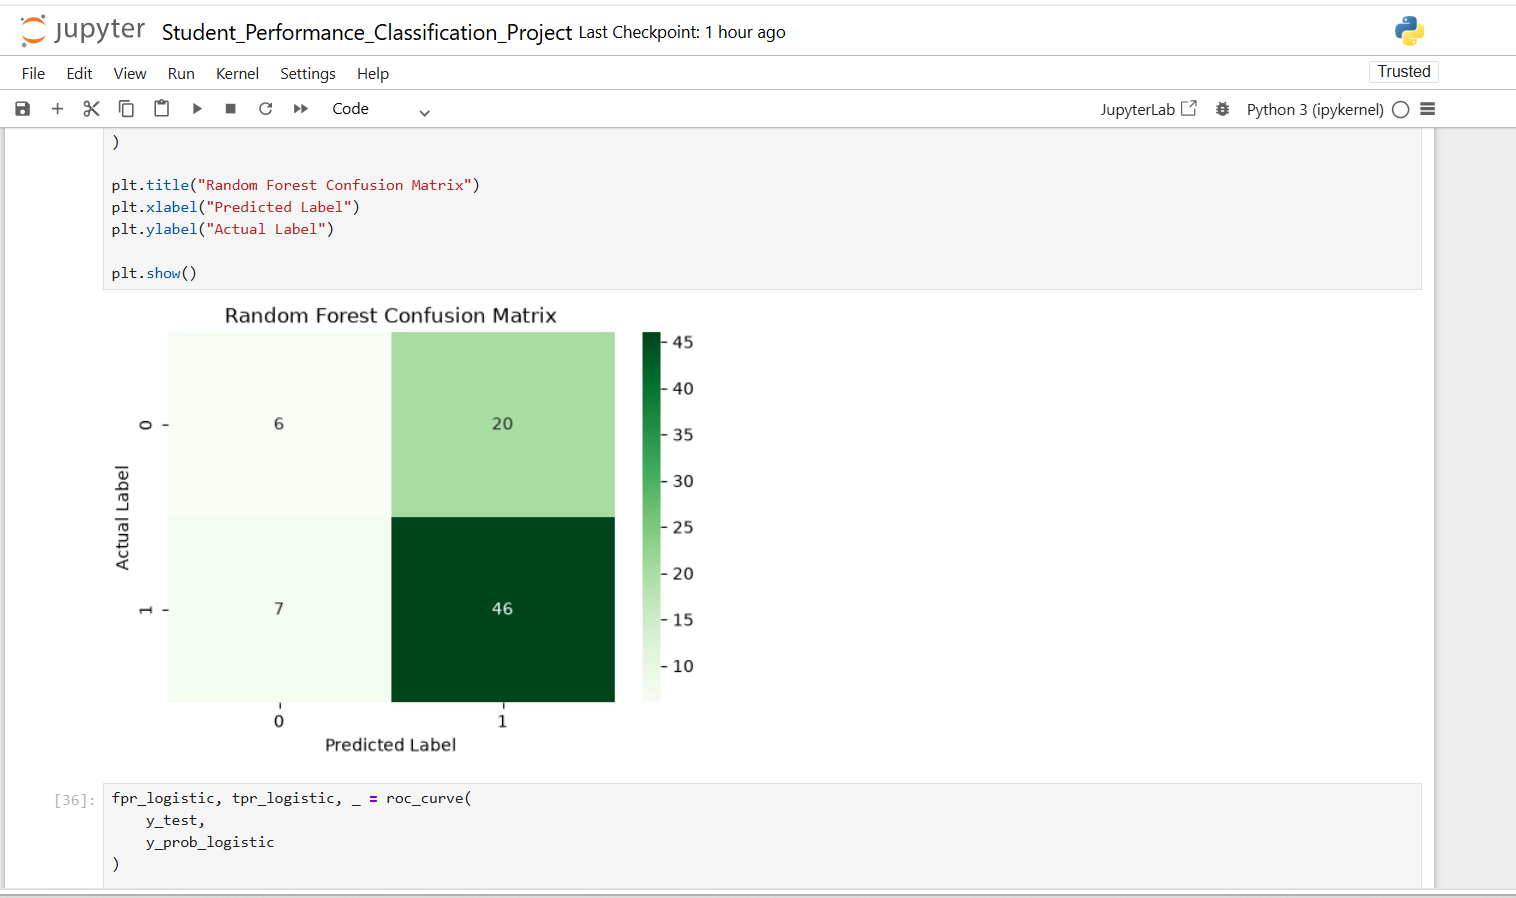 jupyter Student_Performance_Classification_Project Last Checkpoint: 1 hour ago
File Edit View Run Kernel Settings Help Trusted
Code JupyterLab Python 3 (ipykernel)
)
plt.title("Random Forest Confusion Matrix")
plt.xlabel("Predicted Label")
plt.ylabel("Actual Label")
plt.show()
Random Forest Confusion Matrix
45
40
35
30
25
20
15
10
0
6 20
Actual Label
1
7 46
0 1
Predicted Label
[36]: fpr_logistic, tpr_logistic, _ = roc_curve(
y_test,
y_prob_logistic
)